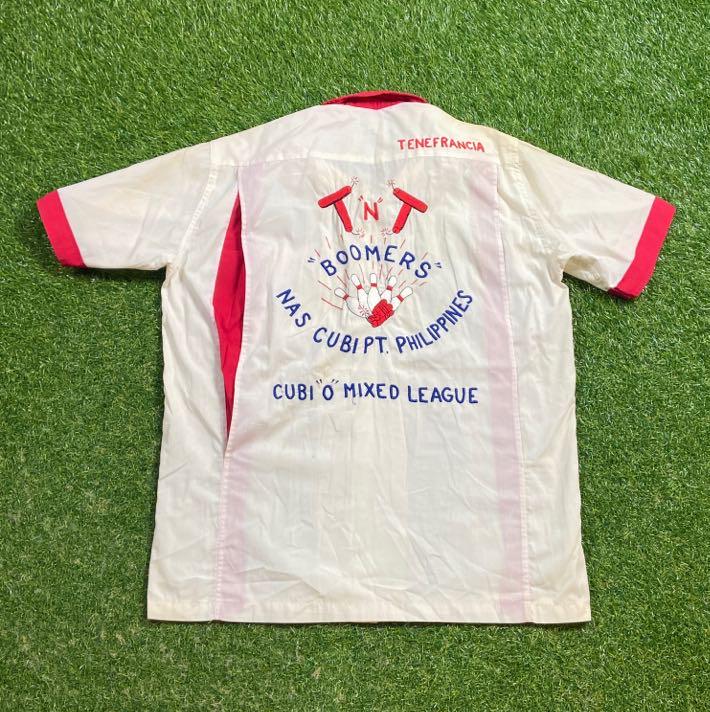 TENEFRANCIA
T "N" T
"BOOMERS"
NAS CUBI PT. PHILIPPINES
CUBI "O" MIXED LEAGUE